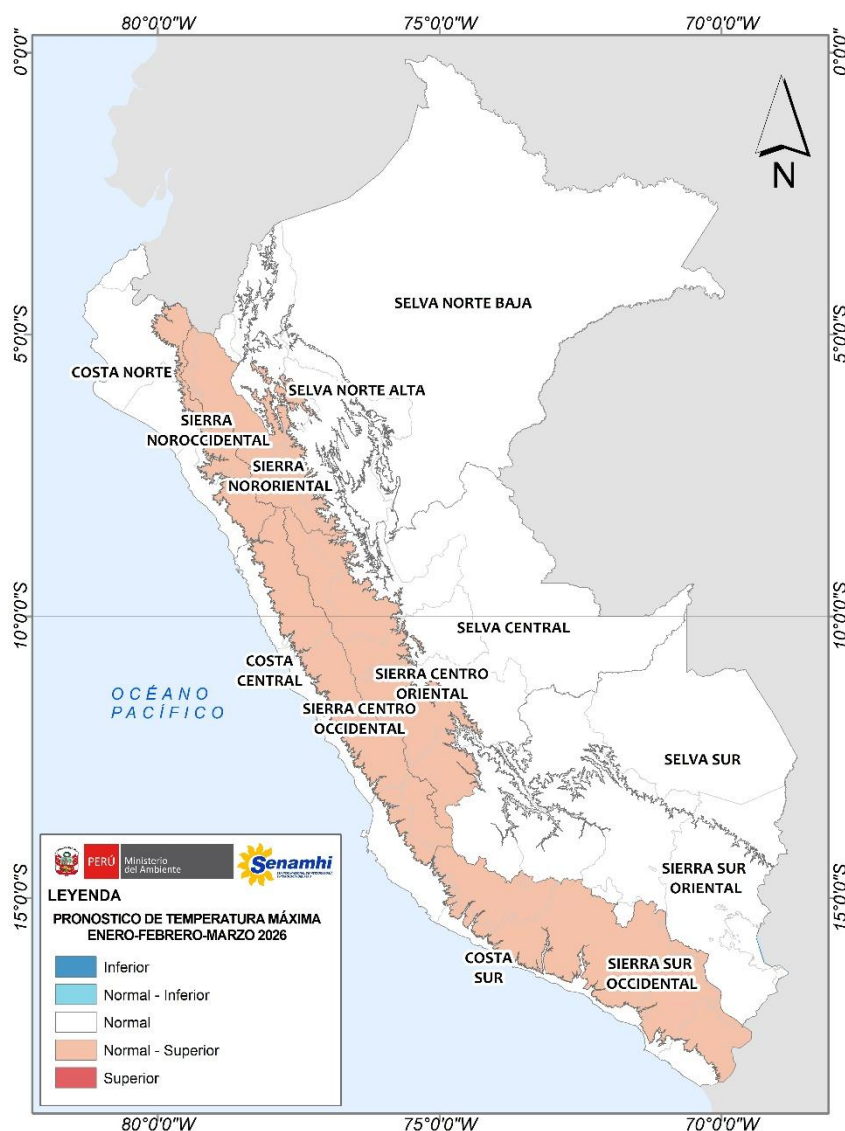 80°0'0"W
75°0'0"W
70°0'0"W
0°0'0"
0°0'0"
N
SELVA NORTE BAJA
5°0'0"S
5°0'0"S
COSTA NORTE
SELVA NORTE ALTA
SIERRA
NOROCCIDENTAL
SIERRA
NORORIENTAL
10°0'0"S
10°0'0"S
SELVA CENTRAL
COSTA
CENTRAL
SIERRA CENTRO
ORIENTAL
OCÉANO
PACÍFICO
SIERRA CENTRO
OCCIDENTAL
SELVA SUR
SIERRA SUR
ORIENTAL
15°0'0"S
15°0'0"S
COSTA
SUR
SIERRA SUR
OCCIDENTAL
PERÚ
Ministerio
del Ambiente
Senamhi
LEYENDA
PRONOSTICO DE TEMPERATURA MÁXIMA
ENERO-FEBRERO-MARZO 2026
Inferior
Normal - Inferior
Normal
Normal - Superior
Superior
80°0'0"W
75°0'0"W
70°0'0"W